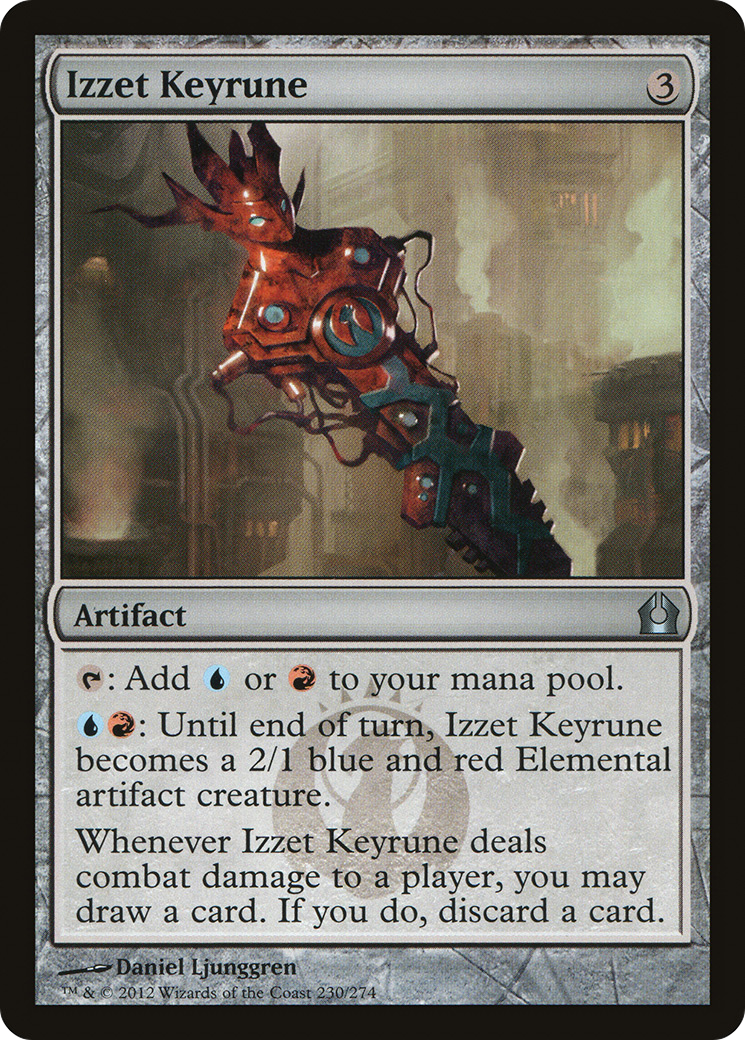 Izzet Keyrune 3
Artifact
: Add or to your mana pool.
: Until end of turn, Izzet Keyrune
becomes a 2/1 blue and red Elemental
artifact creature.
Whenever Izzet Keyrune deals
combat damage to a player, you may
draw a card. If you do, discard a card.
Daniel Ljunggren
™ & © 2012 Wizards of the Coast 230/274